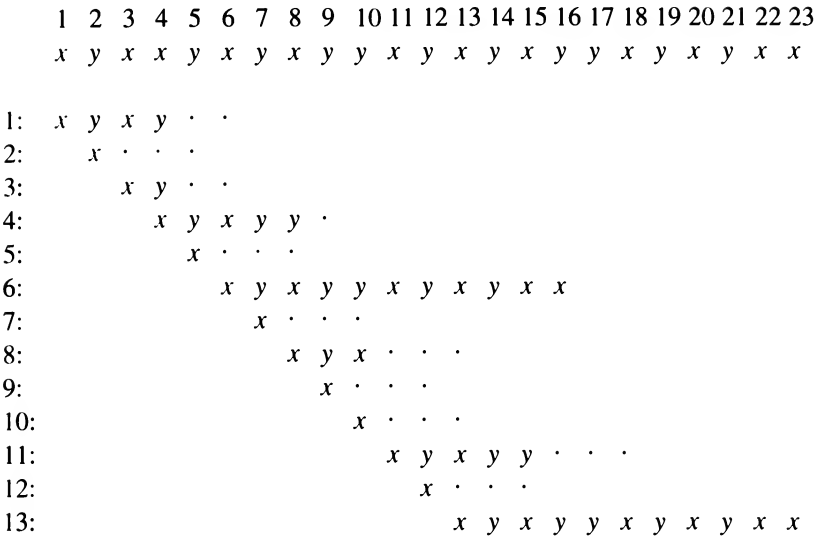 1 2 3 4 5 6 7 8 9 10 11 12 13 14 15 16 17 18 19 20 21 22 23
x y x x y x y x y y x y x y x y y x y x y x x
1: x y x y · ·
2: x · · ·
3: x y · ·
4: x y x y y ·
5: x · · ·
6: x y x y y x y x y x x
7: x · · ·
8: x y x · · ·
9: x · · ·
10: x · · ·
11: x y x y y · · ·
12: x · · ·
13: x y x y y x y x y x x